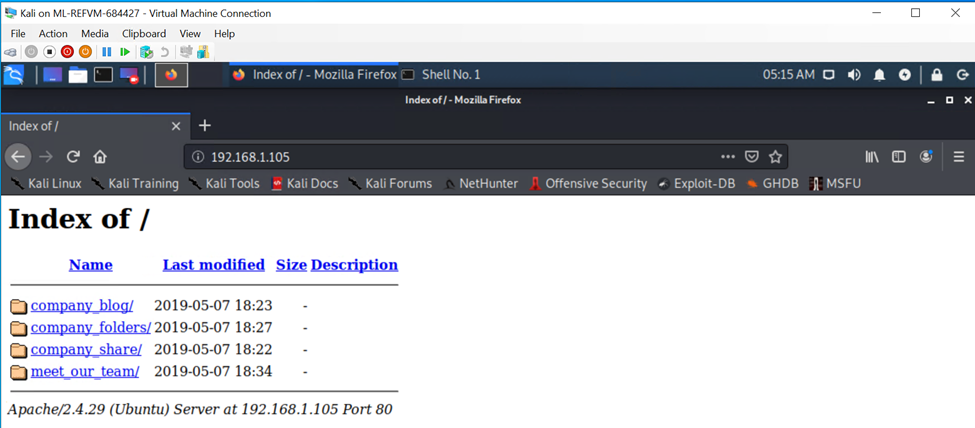 Kali on ML-REFVM-684427 - Virtual Machine Connection
File Action Media Clipboard View Help
Index of / - Mozilla Firefox Shell No. 1 05:15 AM
Index of / - Mozilla Firefox
Index of /
192.168.1.105
Kali Linux Kali Training Kali Tools Kali Docs Kali Forums NetHunter Offensive Security Exploit-DB GHDB MSFU
Index of /
Name Last modified Size Description
company_blog/ 2019-05-07 18:23 -
company_folders/ 2019-05-07 18:27 -
company_share/ 2019-05-07 18:22 -
meet_our_team/ 2019-05-07 18:34 -
Apache/2.4.29 (Ubuntu) Server at 192.168.1.105 Port 80